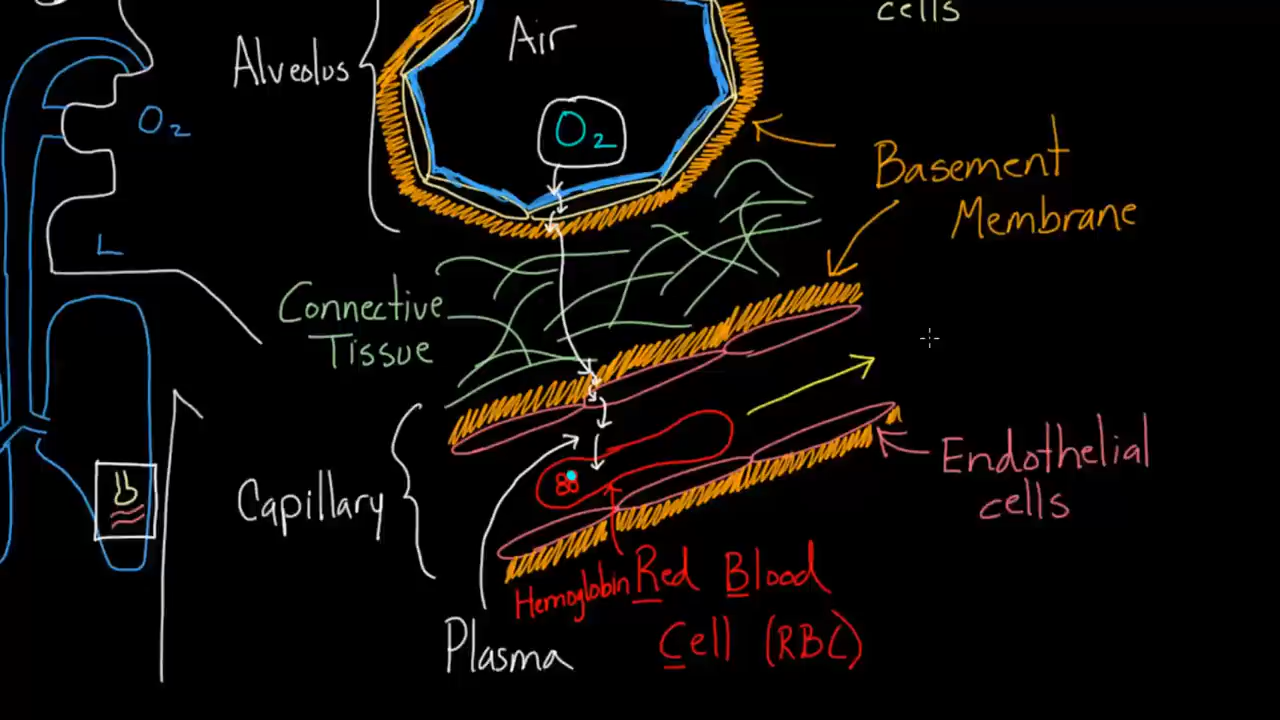 cells
Air
Alveolus
O2
O2
Basement
Membrane
L
Connective
Tissue
Endothelial
cells
Capillary
Hemoglobin
Red Blood
Cell (RBC)
Plasma